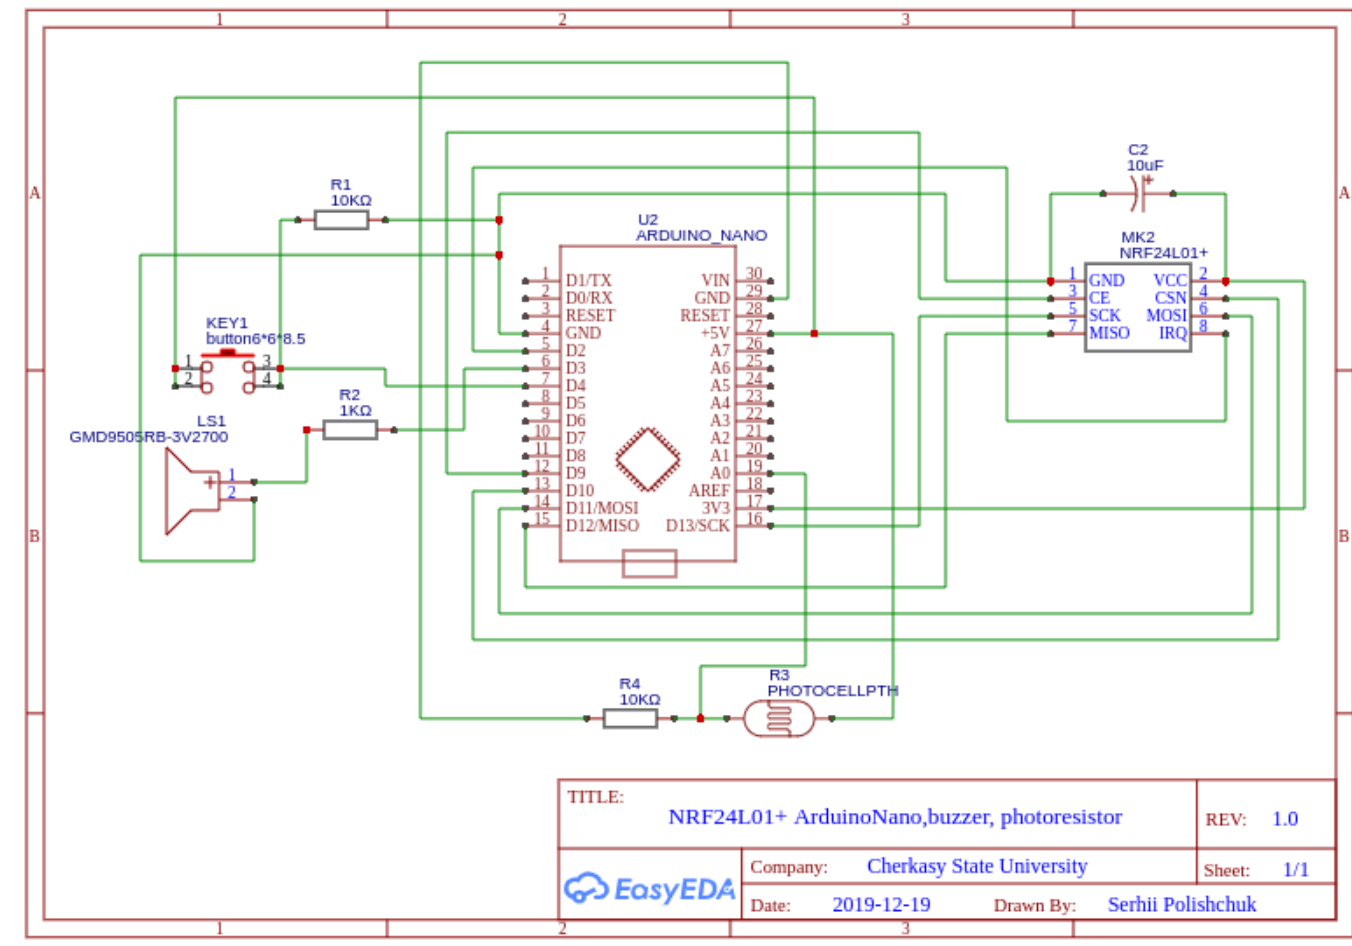 1 2 3
A A
C2
10uF
R1
10KΩ
U2
ARDUINO_NANO
MK2
NRF24L01+
1 GND VCC 2
3 CE CSN 4
5 SCK MOSI 6
7 MISO IRQ 8
1 D1/TX VIN 30
2 D0/RX GND 29
3 RESET RESET 28
4 GND +5V 27
5 D2 A7 26
6 D3 A6 25
7 D4 A5 24
8 D5 A4 23
9 D6 A3 22
10 D7 A2 21
11 D8 A1 20
12 D9 A0 19
13 D10 AREF 18
14 D11/MOSI 3V3 17
15 D12/MISO D13/SCK 16
KEY1
button6*6*8.5
1 3
2 4
R2
1KΩ
LS1
GMD9505RB-3V2700
+ 1
2
B B
R4
10KΩ
R3
PHOTOCELLPTH
TITLE:
NRF24L01+ ArduinoNano,buzzer, photoresistor
REV: 1.0
EasyEDA
Company: Cherkasy State University
Sheet: 1/1
Date: 2019-12-19 Drawn By: Serhii Polishchuk
1 2 3